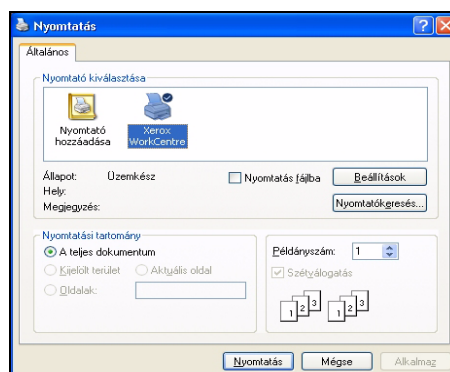 Nyomtatás
Általános
Nyomtató kiválasztása
Nyomtató hozzáadása
Xerox WorkCentre
Állapot: Üzemkész
Hely:
Megjegyzés:
Nyomtatás fájlba
Beállítások
Nyomtatókeresés...
Nyomtatási tartomány
A teljes dokumentum
Kijelölt terület Aktuális oldal
Oldalak:
Példányszám: 1
Szétválogatás
1 2 3 1 2 3
Nyomtatás Mégse Alkalmaz